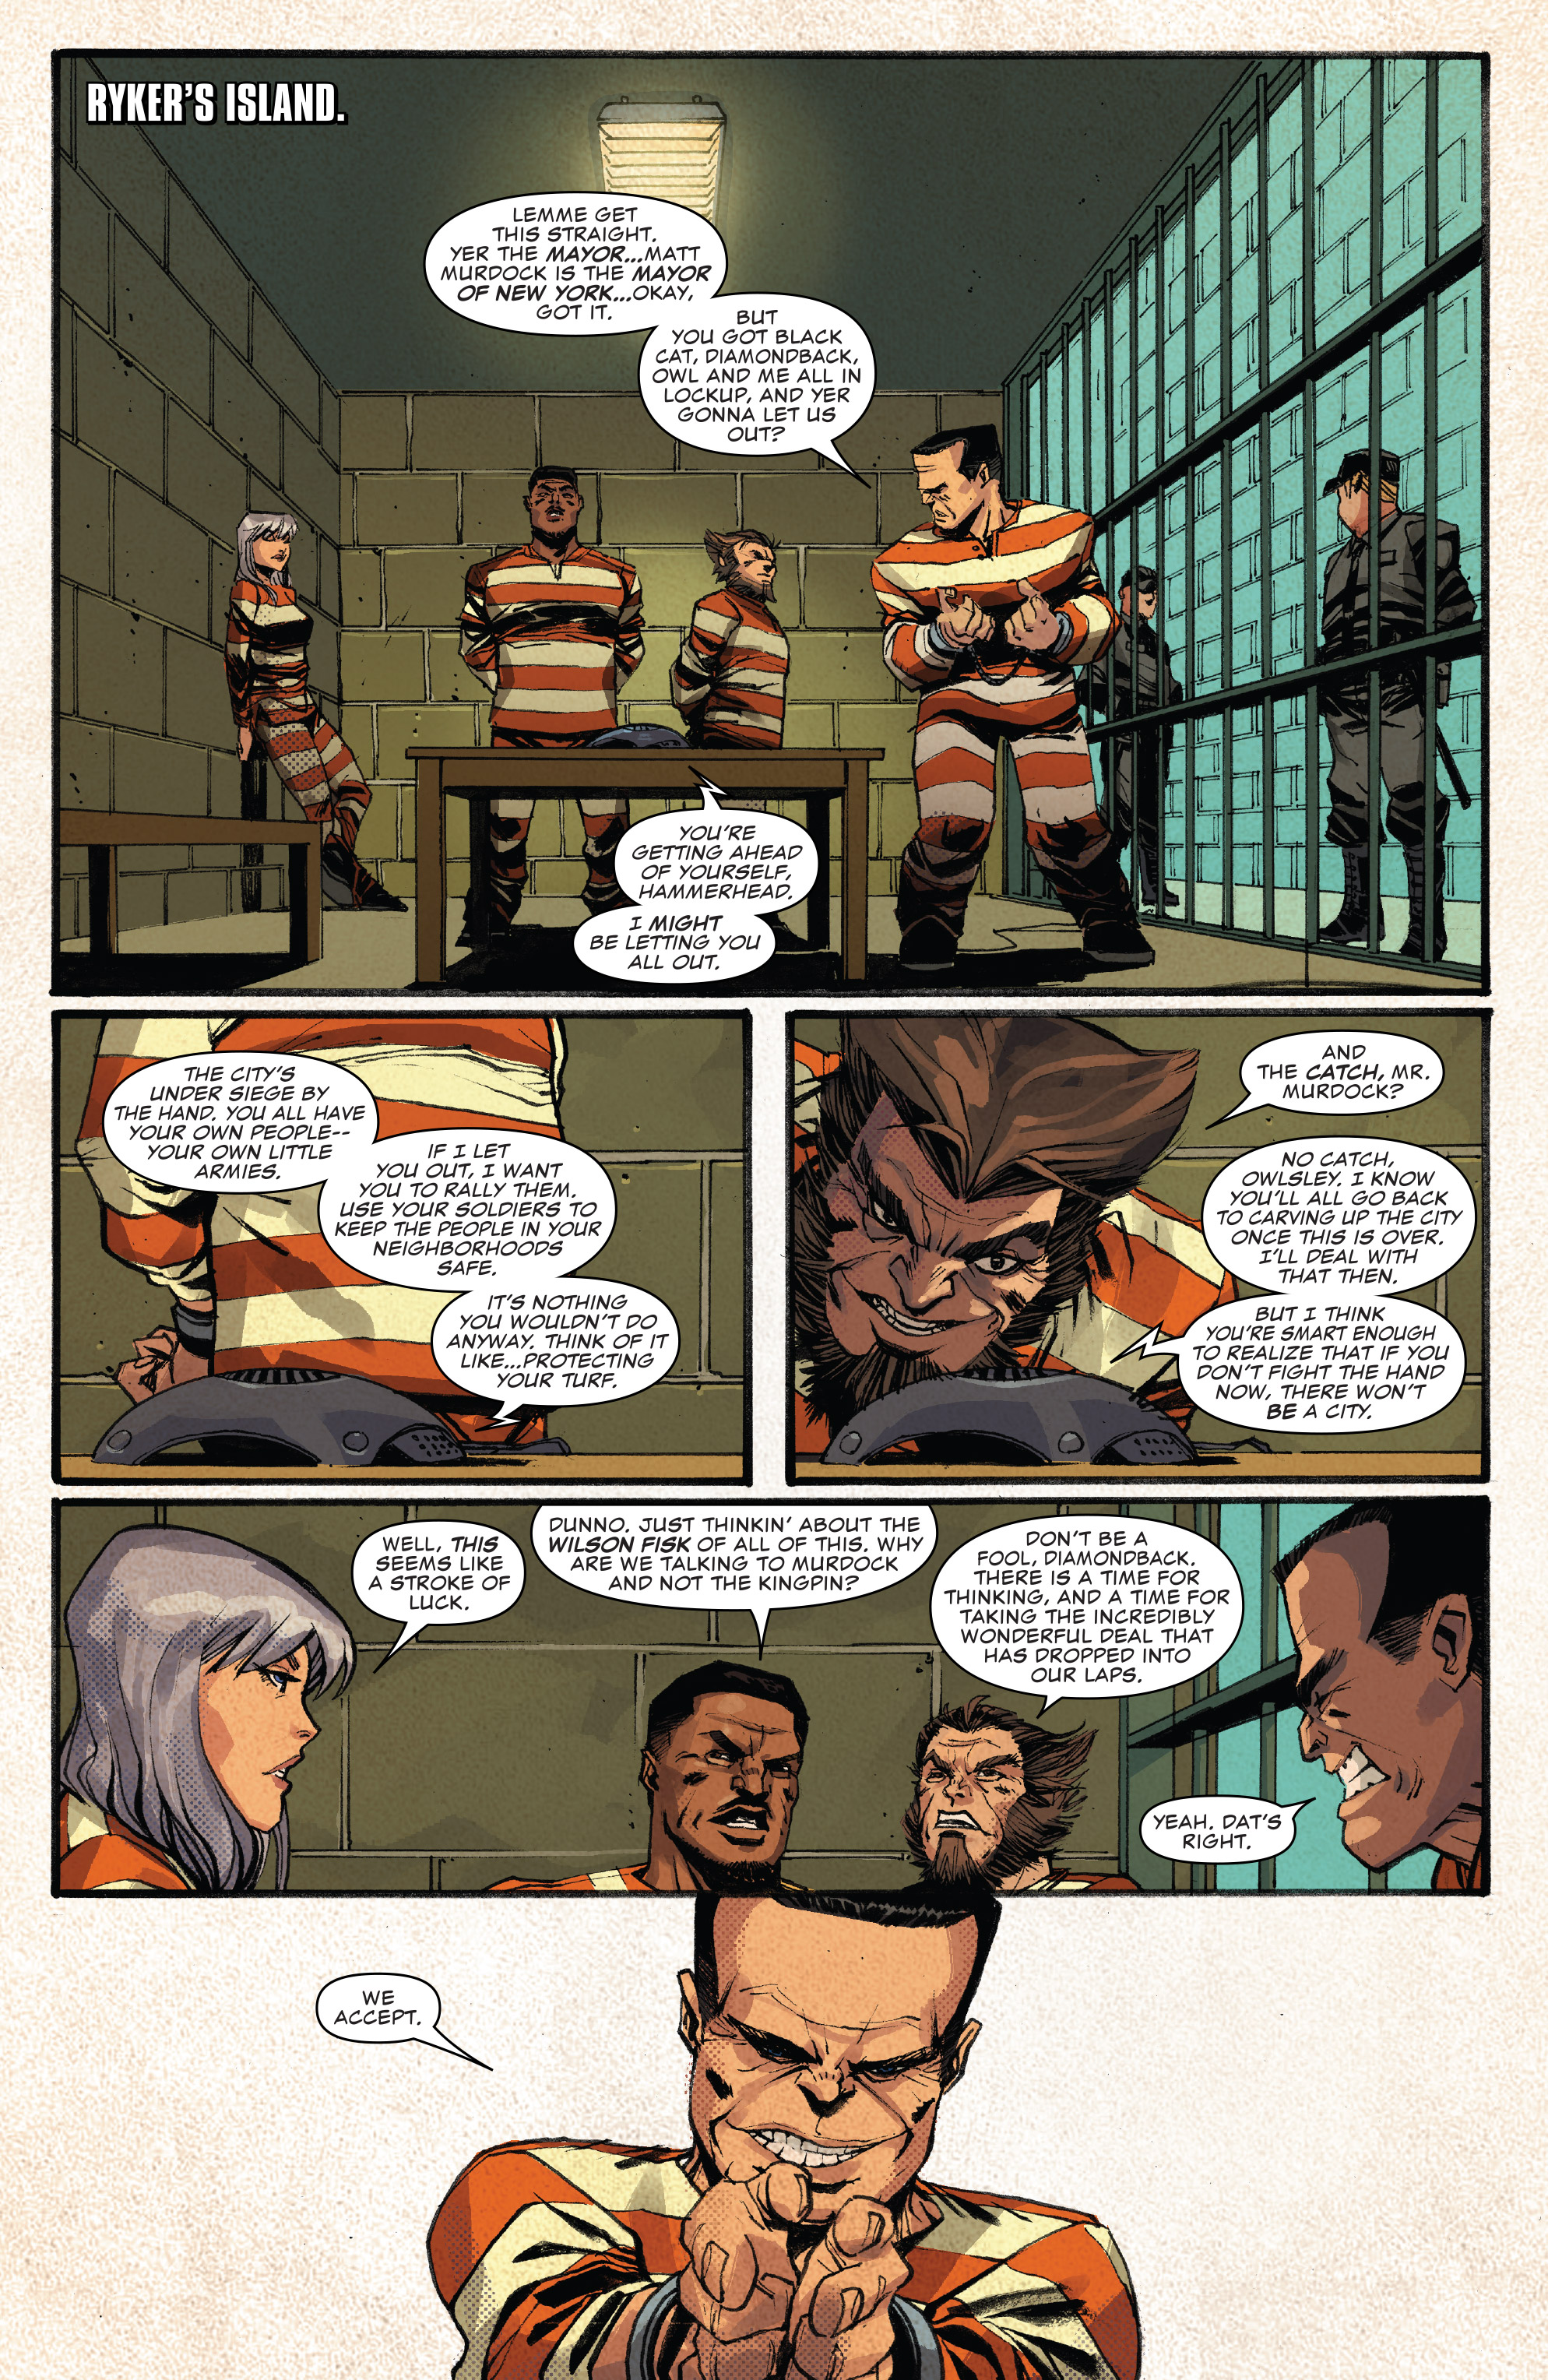 RYKER'S ISLAND.
LEMME GET
THIS STRAIGHT.
YER THE MAYOR...MATT
MURDOCK IS THE MAYOR
OF NEW YORK...OKAY,
GOT IT.
BUT
YOU GOT BLACK
CAT, DIAMONDBACK,
OWL AND ME ALL IN
LOCKUP, AND YER
GONNA LET US
OUT?
YOU'RE
GETTING AHEAD
OF YOURSELF,
HAMMERHEAD.
I MIGHT
BE LETTING YOU
ALL OUT.
THE CITY'S
UNDER SIEGE BY
THE HAND. YOU ALL HAVE
YOUR OWN PEOPLE--
YOUR OWN LITTLE
ARMIES.
IF I LET
YOU OUT, I WANT
YOU TO RALLY THEM.
USE YOUR SOLDIERS TO
KEEP THE PEOPLE IN YOUR
NEIGHBORHOODS
SAFE.
IT'S NOTHING
YOU WOULDN'T DO
ANYWAY. THINK OF IT
LIKE...PROTECTING
YOUR TURF.
AND
THE CATCH, MR.
MURDOCK?
NO CATCH,
OWLSLEY. I KNOW
YOU'LL ALL GO BACK
TO CARVING UP THE CITY
ONCE THIS IS OVER.
I'LL DEAL WITH
THAT THEN.
BUT I THINK
YOU'RE SMART ENOUGH
TO REALIZE THAT IF YOU
DON'T FIGHT THE HAND
NOW, THERE WON'T
BE A CITY.
WELL, THIS
SEEMS LIKE
A STROKE OF
LUCK.
DUNNO. JUST THINKIN' ABOUT THE
WILSON FISK OF ALL OF THIS. WHY
ARE WE TALKING TO MURDOCK
AND NOT THE KINGPIN?
DON'T BE A
FOOL, DIAMONDBACK.
THERE IS A TIME FOR
THINKING, AND A TIME FOR
TAKING THE INCREDIBLY
WONDERFUL DEAL THAT
HAS DROPPED INTO
OUR LAPS.
YEAH. DAT'S
RIGHT.
WE
ACCEPT.